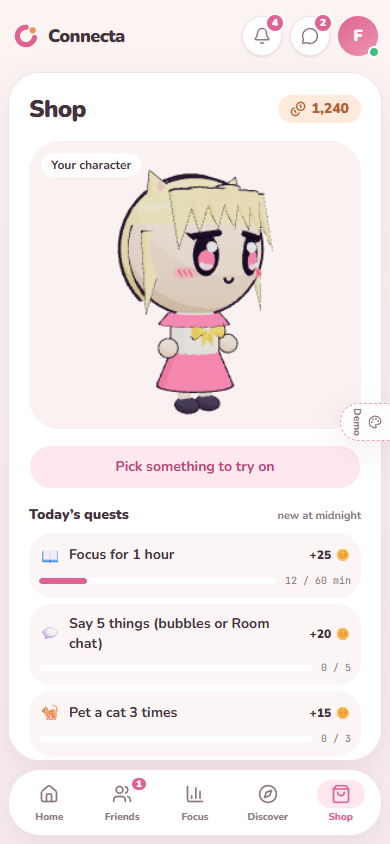 Connecta
4
2
F
Shop
1,240
Your character
Demo
Pick something to try on
Today's quests
new at midnight
Focus for 1 hour
+25
12 / 60 min
Say 5 things (bubbles or Room
chat)
+20
0 / 5
Pet a cat 3 times
+15
0 / 3
1
Home
Friends
Focus
Discover
Shop